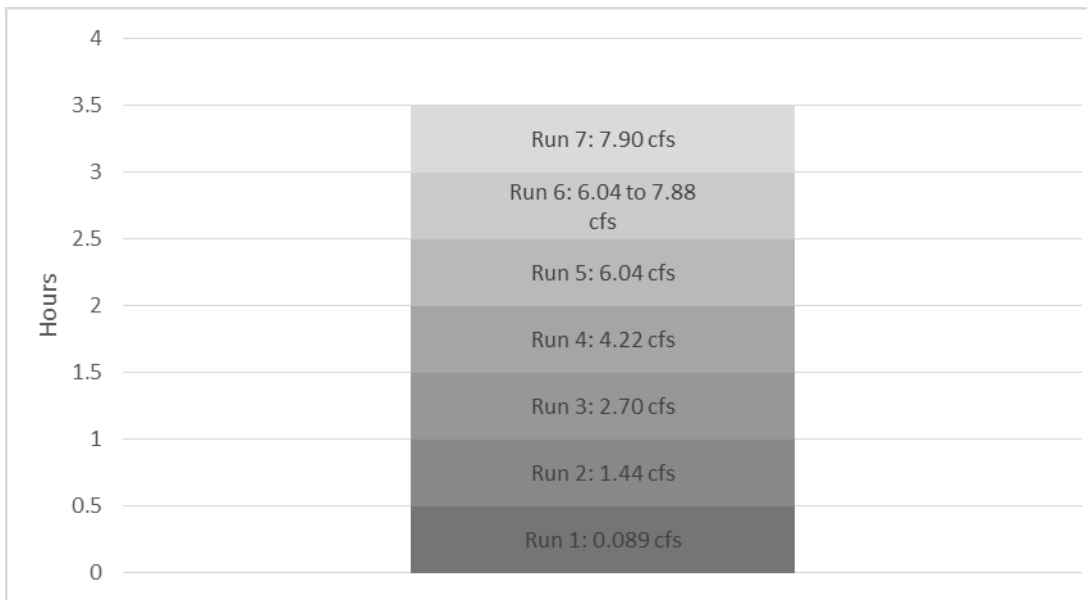 4
3.5
3
2.5
2
1.5
1
0.5
0
Hours
Run 7: 7.90 cfs
Run 6: 6.04 to 7.88
cfs
Run 5: 6.04 cfs
Run 4: 4.22 cfs
Run 3: 2.70 cfs
Run 2: 1.44 cfs
Run 1: 0.089 cfs